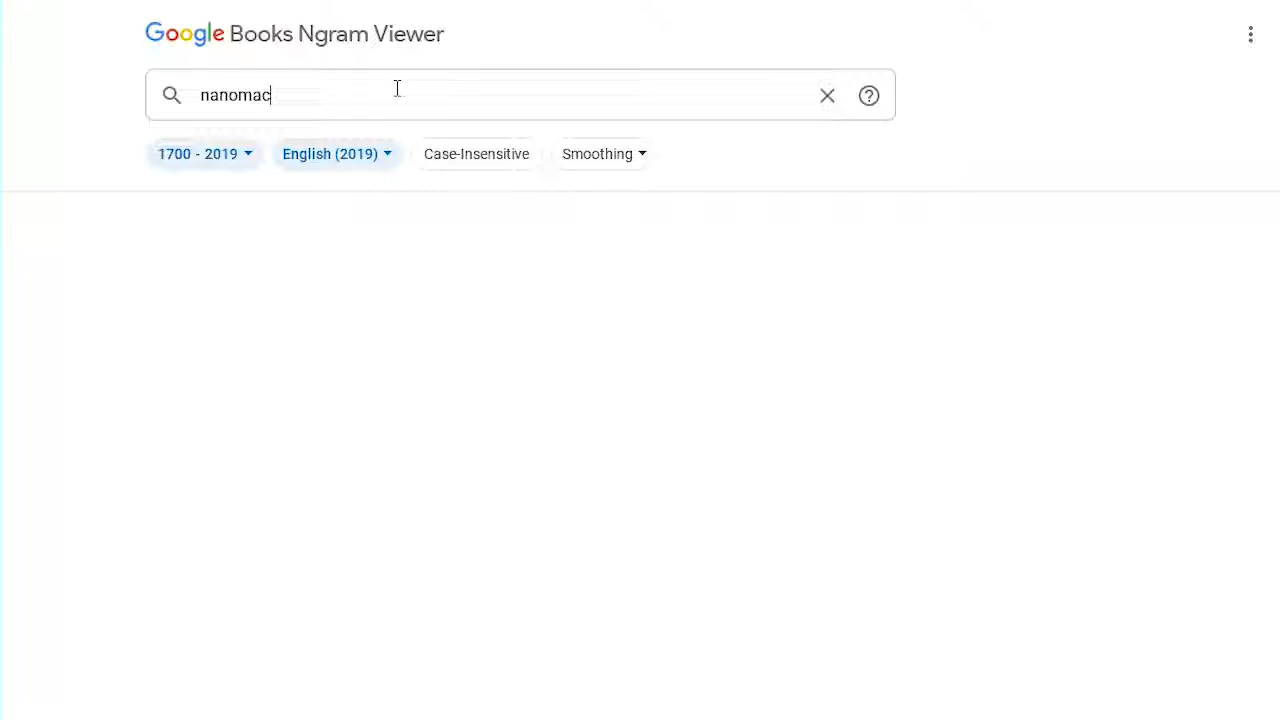 Google Books Ngram Viewer
nanomac
1700 - 2019 English (2019) Case-Insensitive Smoothing